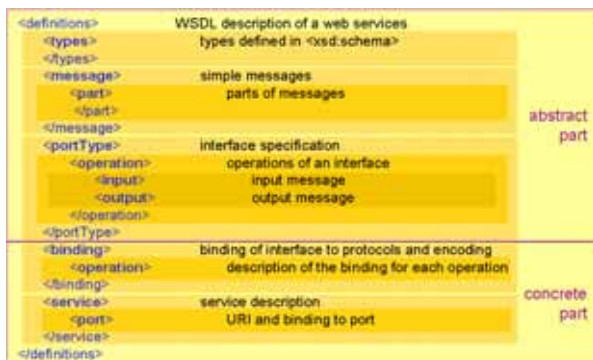 <definitions> WSDL description of a web services
<types> types defined in <xsd:schema>
</types>
<message> simple messages
<part> parts of messages
</part>
</message>
<portType> interface specification
<operation> operations of an interface
<input> input message
<output> output message
</operation>
</portType>
abstract
part
<binding> binding of interface to protocols and encoding
<operation> description of the binding for each operation
</binding>
<service> service description
<port> URI and binding to port
</service>
</definitions>
concrete
part